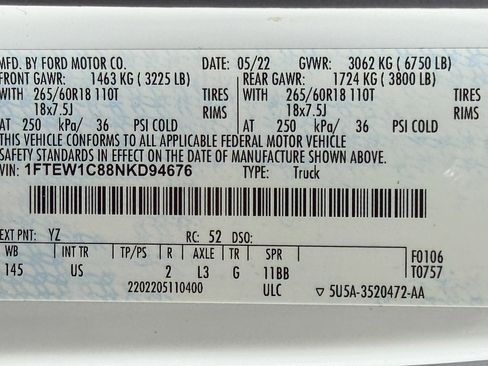 MFD. BY FORD MOTOR CO. DATE: 05/22 GVWR: 3062 KG ( 6750 LB)
FRONT GAWR: 1463 KG ( 3225 LB) REAR GAWR: 1724 KG ( 3800 LB)
WITH 265/60R18 110T TIRES WITH 265/60R18 110T TIRES
18x7.5J RIMS 18x7.5J RIMS
AT 250 kPa/ 36 PSI COLD AT 250 kPa/ 36 PSI COLD
THIS VEHICLE CONFORMS TO ALL APPLICABLE FEDERAL MOTOR VEHICLE
SAFETY STANDARDS IN EFFECT ON THE DATE OF MANUFACTURE SHOWN ABOVE.
VIN: 1FTEW1C88NKD94676 TYPE: Truck
EXT PNT: YZ RC: 52 DSO:
WB INT TR TP/PS R AXLE TR SPR F0106
145 US 2 L3 G 11BB T0757
2202205110400 ULC ▽ 5U5A-3520472-AA